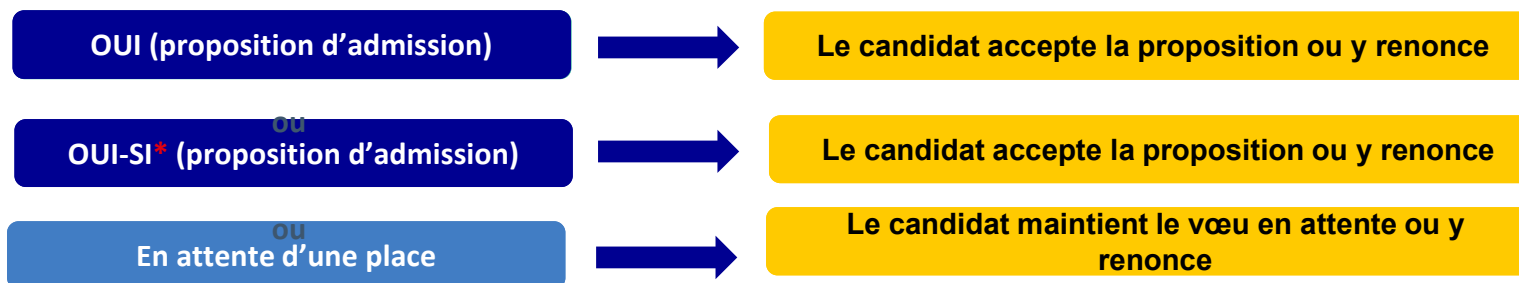 OUI (proposition d’admission)
Le candidat accepte la proposition ou y renonce
ou
OUI-SI* (proposition d’admission)
Le candidat accepte la proposition ou y renonce
ou
En attente d’une place
Le candidat maintient le vœu en attente ou y
renonce